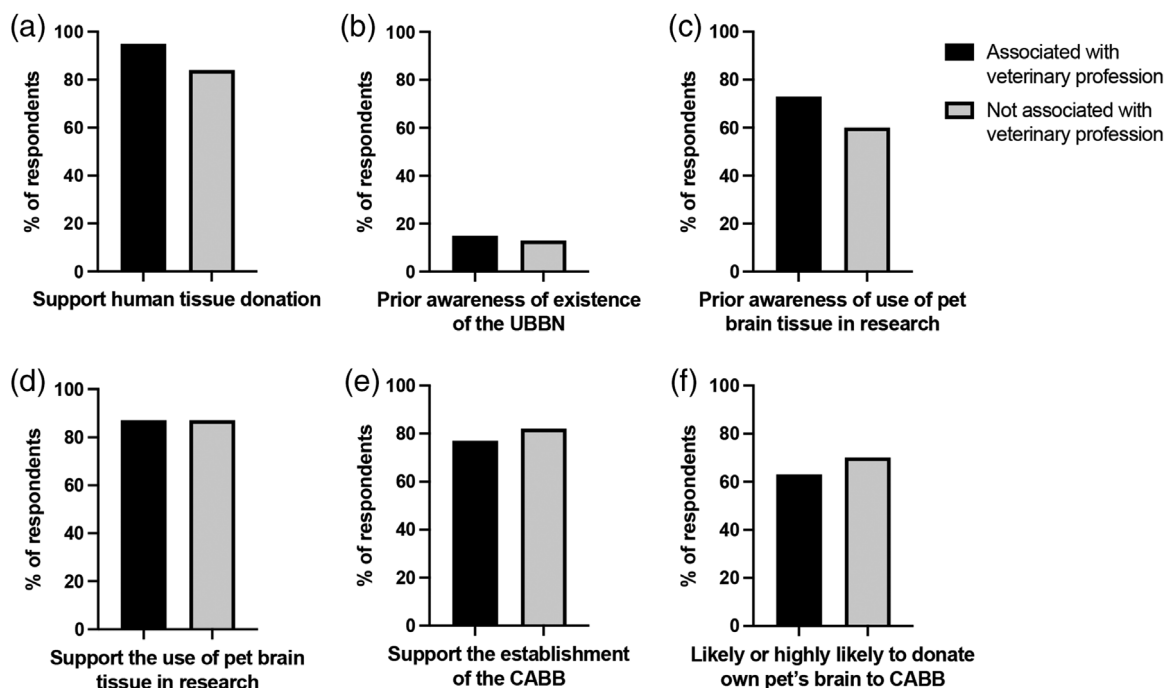 (a)
100
80
60
40
20
0
% of respondents
Support human tissue donation
(b)
100
80
60
40
20
0
% of respondents
Prior awareness of existence
of the UBBN
(c)
100
80
60
40
20
0
% of respondents
Prior awareness of use of pet
brain tissue in research
Associated with
veterinary profession
Not associated with
veterinary profession
(d)
100
80
60
40
20
0
% of respondents
Support the use of pet brain
tissue in research
(e)
100
80
60
40
20
0
% of respondents
Support the establishment
of the CABB
(f)
100
80
60
40
20
0
% of respondents
Likely or highly likely to donate
own pet's brain to CABB